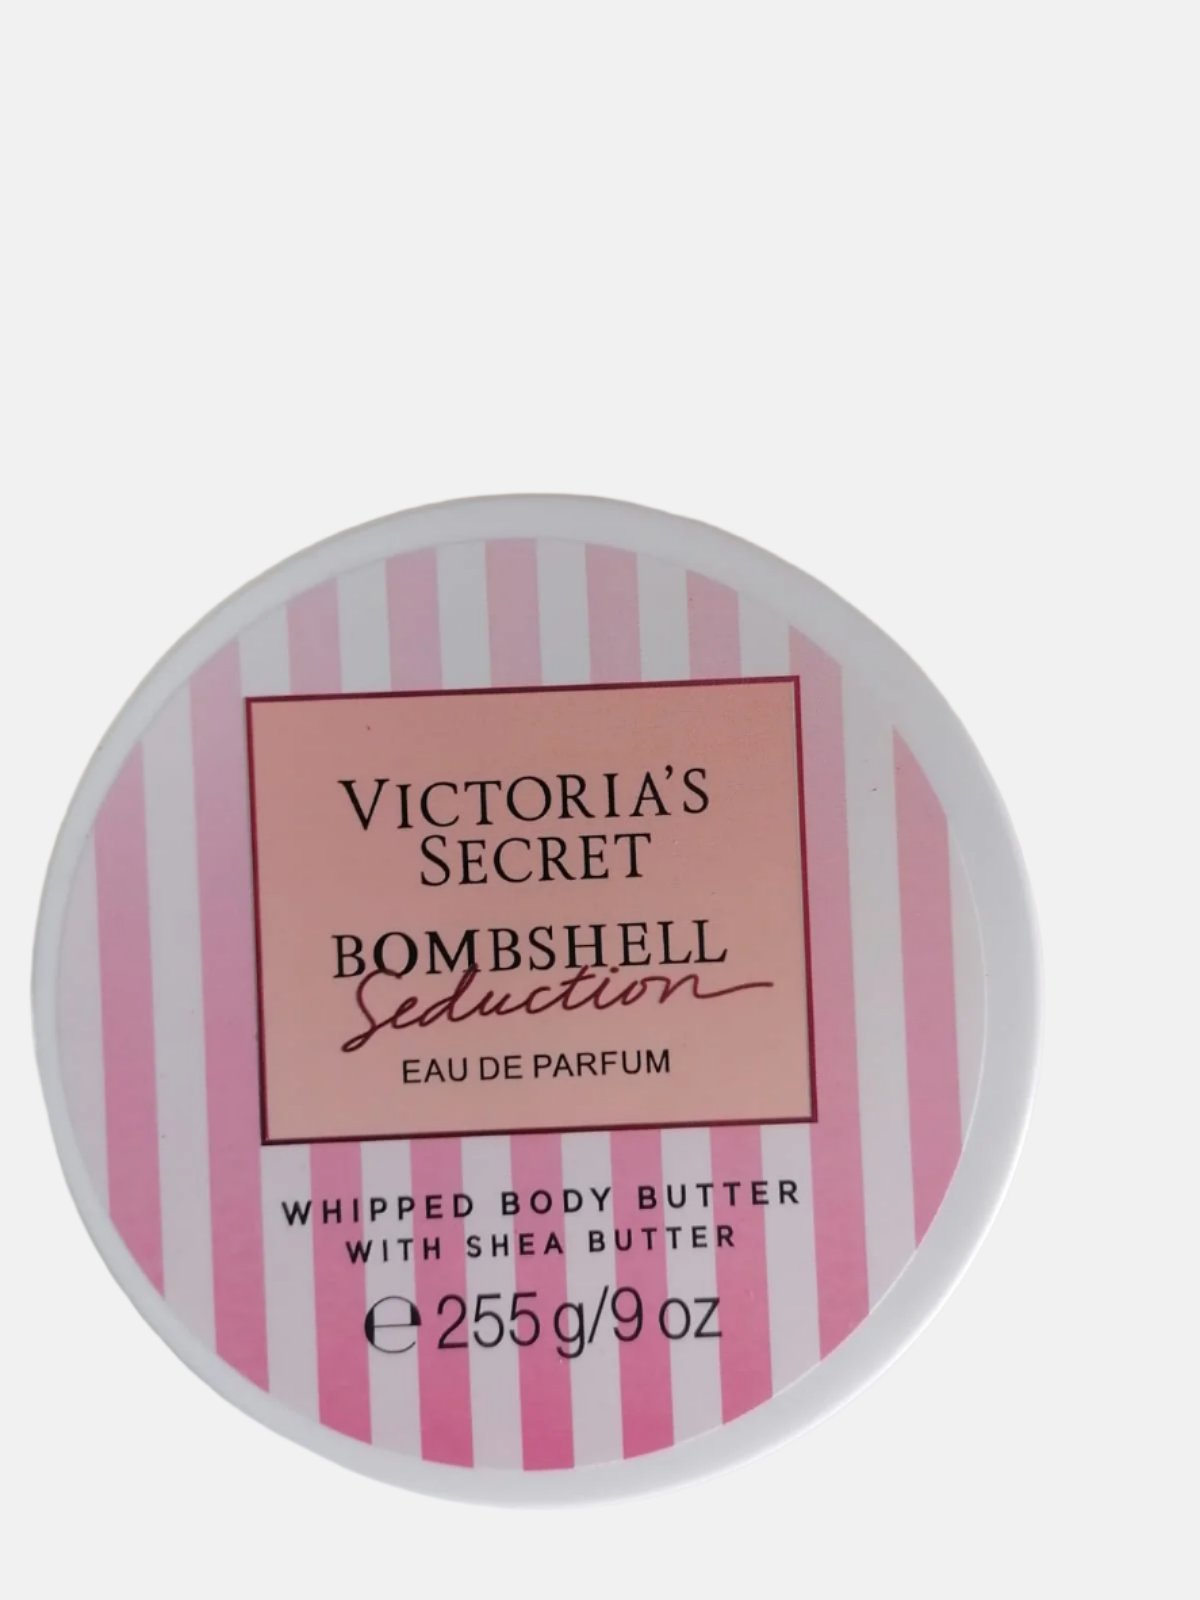 VICTORIA'S
SECRET
BOMBSHELL
Seduction
EAU DE PARFUM
WHIPPED BODY BUTTER
WITH SHEA BUTTER
℮ 255 g/9 oz